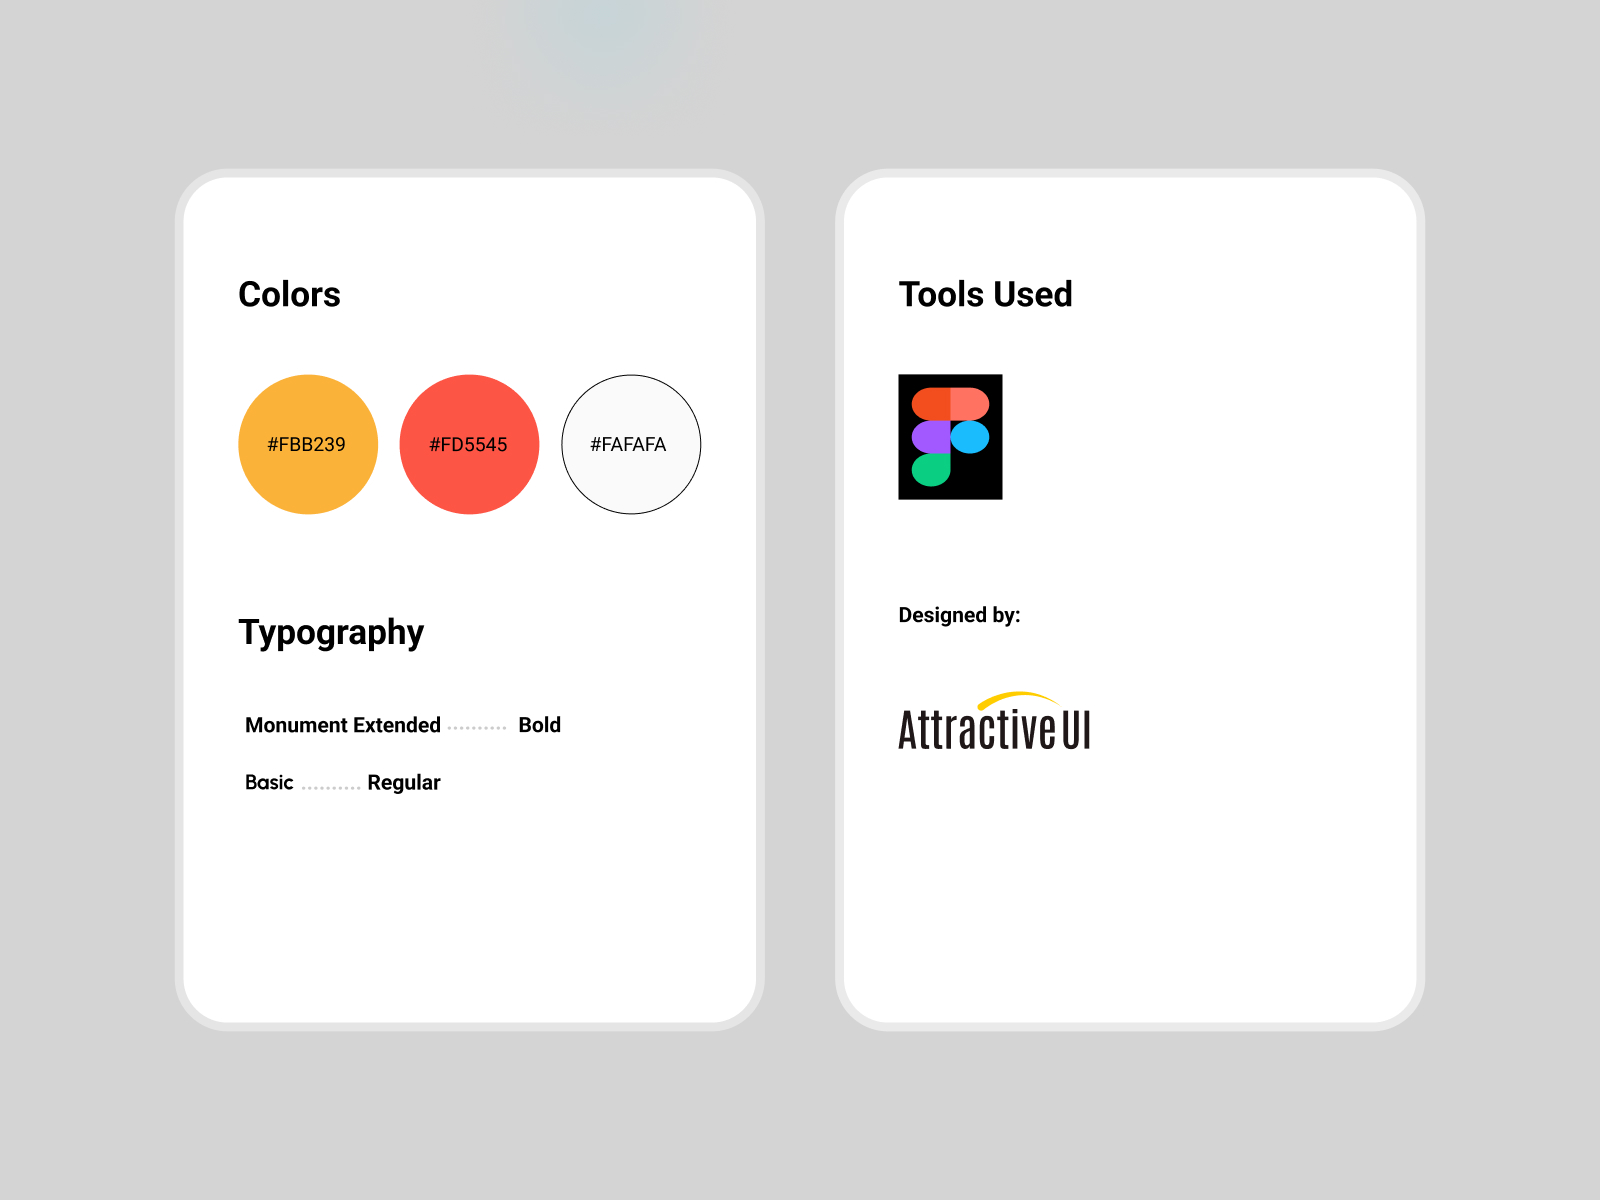 Colors
#FBB239
#FD5545
#FAFAFA
Typography
Monument Extended .......... Bold
Basic .......... Regular
Tools Used
Designed by:
Attractive UI